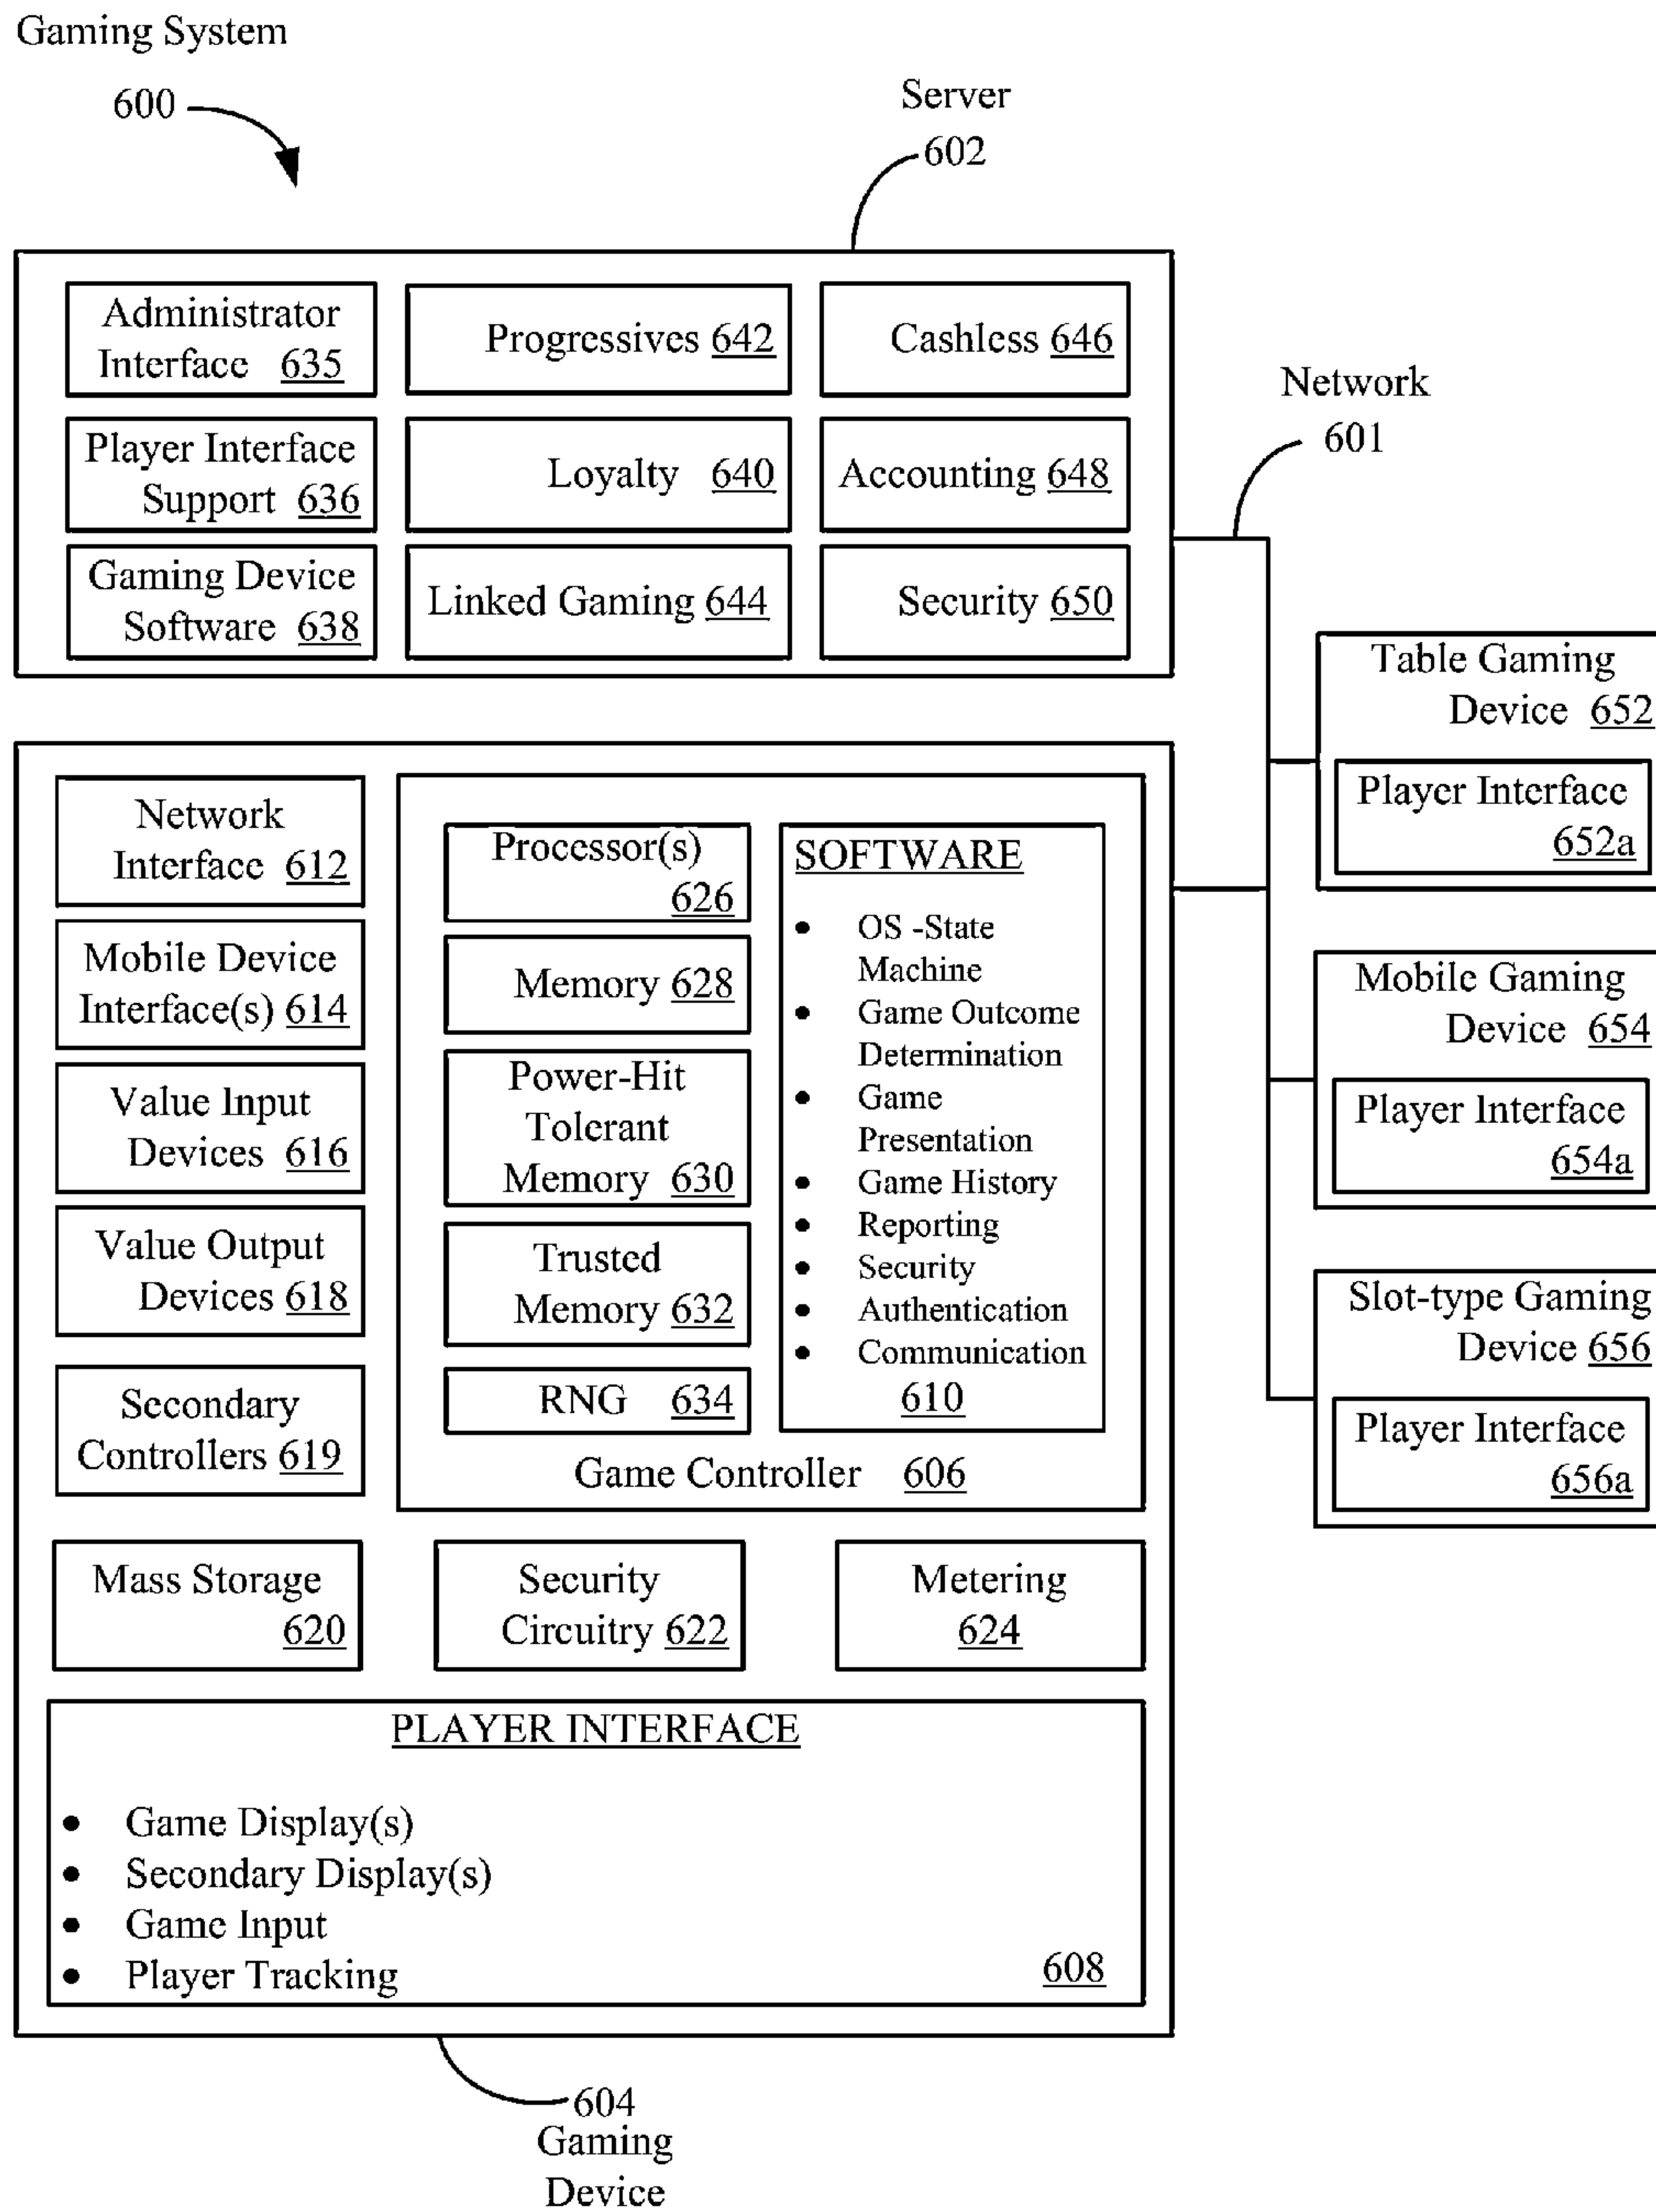 Gaming System
600
Server
602
Administrator
Interface 635
Progressives 642
Cashless 646
Player Interface
Support 636
Loyalty 640
Accounting 648
Gaming Device
Software 638
Linked Gaming 644
Security 650
Network
601
Table Gaming
Device 652
Player Interface
652a
Mobile Gaming
Device 654
Player Interface
654a
Slot-type Gaming
Device 656
Player Interface
656a
Network
Interface 612
Mobile Device
Interface(s) 614
Value Input
Devices 616
Value Output
Devices 618
Secondary
Controllers 619
Processor(s)
626
Memory 628
Power-Hit
Tolerant
Memory 630
Trusted
Memory 632
RNG 634
SOFTWARE
• OS -State
Machine
• Game Outcome
Determination
• Game
Presentation
• Game History
• Reporting
• Security
• Authentication
• Communication
610
Game Controller 606
Mass Storage
620
Security
Circuitry 622
Metering
624
PLAYER INTERFACE
• Game Display(s)
• Secondary Display(s)
• Game Input
• Player Tracking
608
604
Gaming
Device